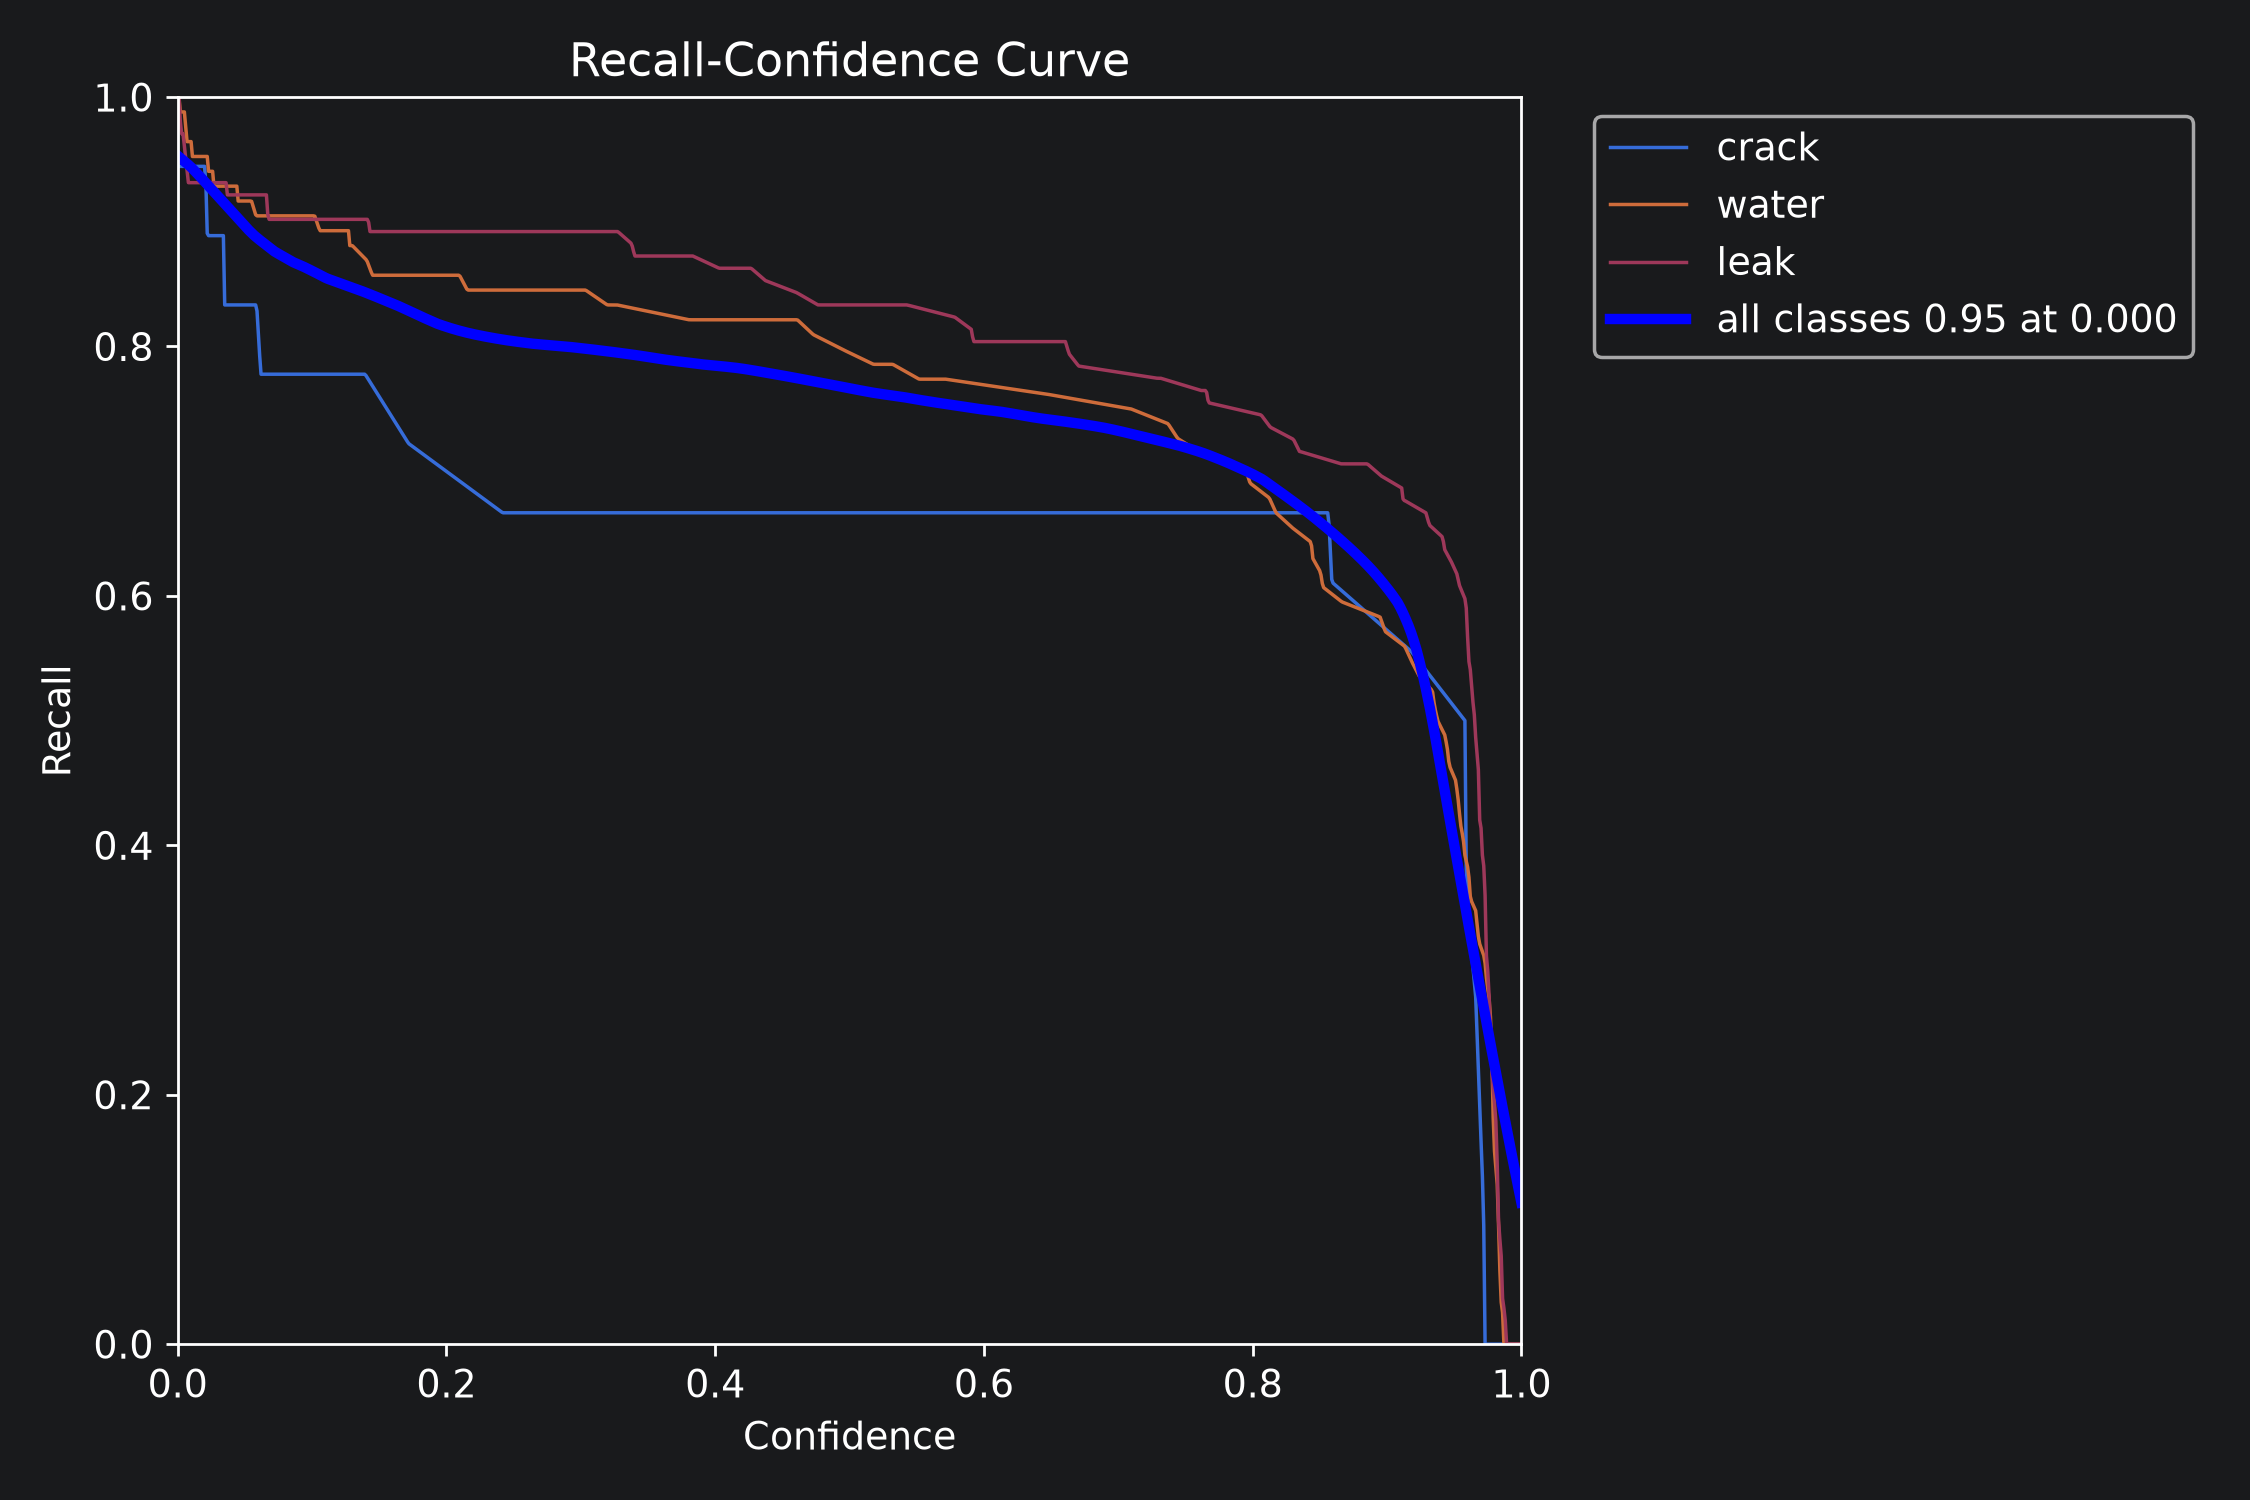 Recall-Confidence Curve
1.0
0.8
0.6
0.4
0.2
0.0
Recall
0.0 0.2 0.4 0.6 0.8 1.0
Confidence
crack
water
leak
all classes 0.95 at 0.000